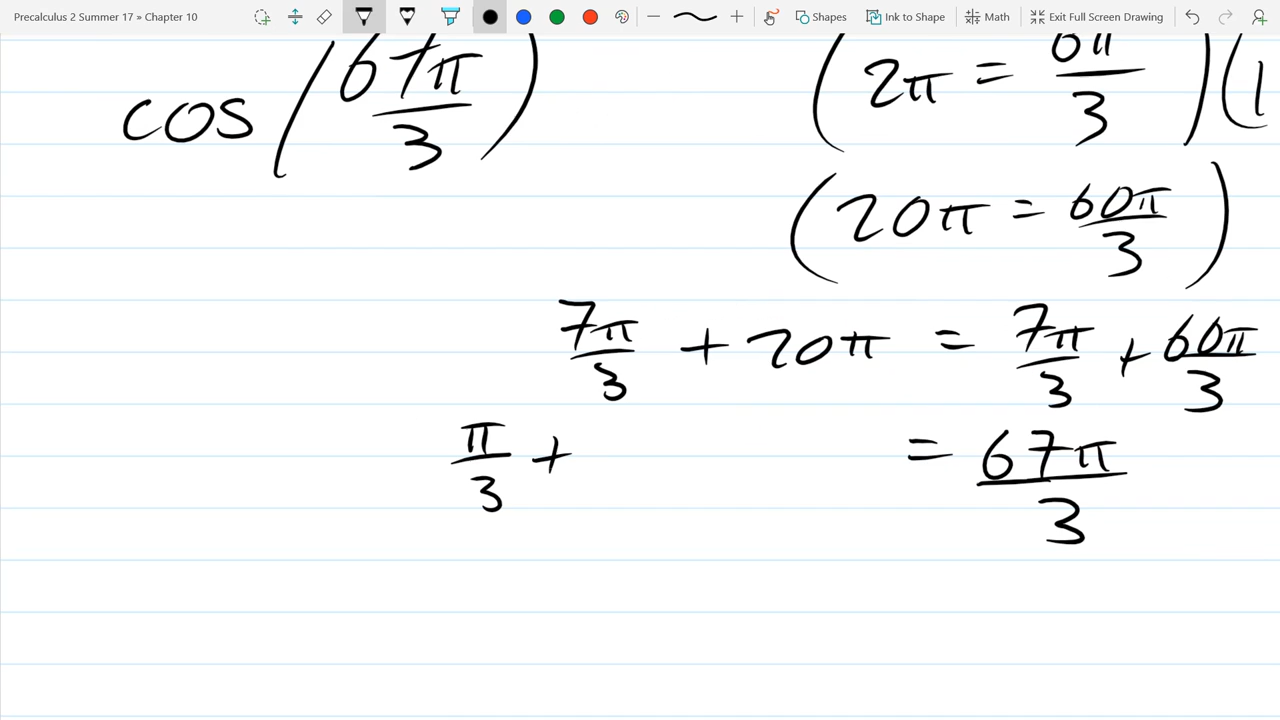 Precalculus 2 Summer 17 » Chapter 10
Shapes
Ink to Shape
Math
Exit Full Screen Drawing
cos(67π/3)
(2π = 6π/3)(1
(20π = 60π/3)
7π/3 + 20π = 7π/3 + 60π/3
π/3 + = 67π/3